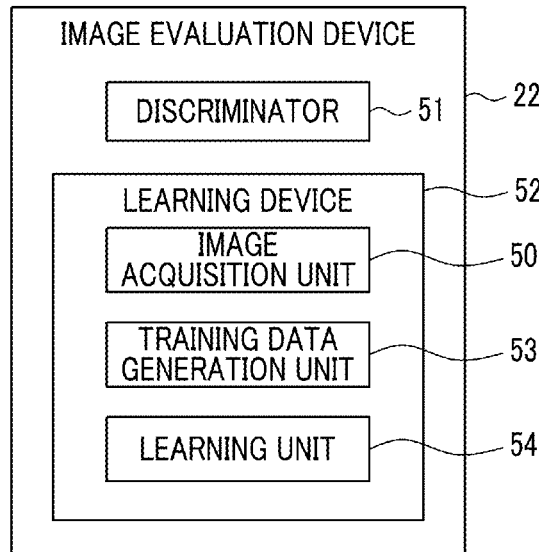 IMAGE EVALUATION DEVICE
DISCRIMINATOR
51
22
52
LEARNING DEVICE
IMAGE
ACQUISITION UNIT
50
TRAINING DATA
GENERATION UNIT
53
LEARNING UNIT
54